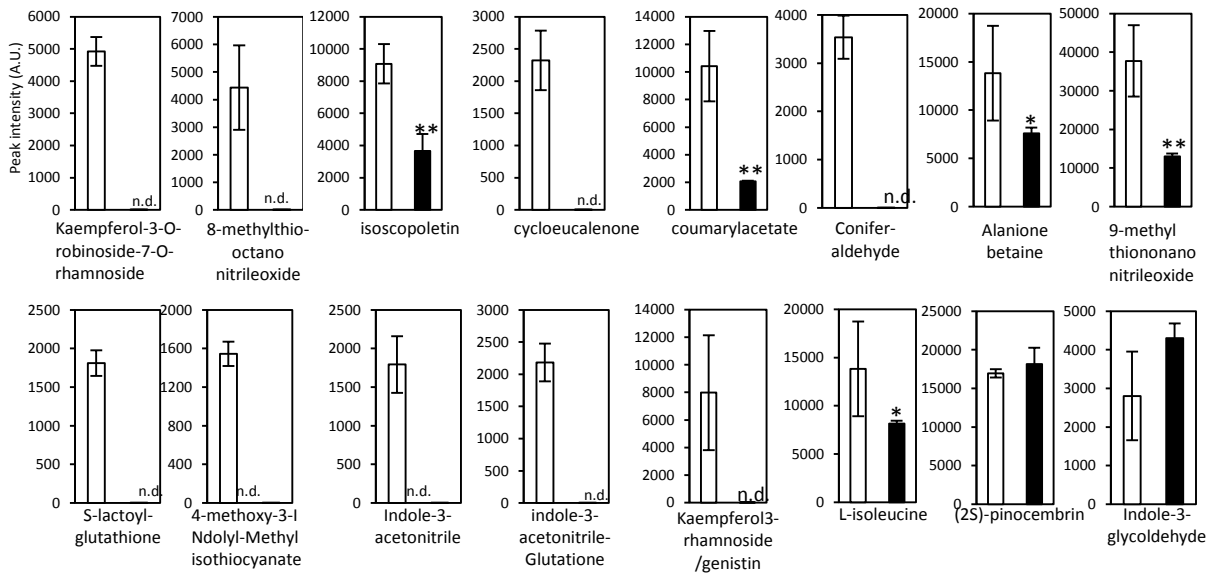 Peak intensity (A.U.)
6000
5000
4000
3000
2000
1000
0
n.d.
Kaempferol-3-O-
robinoside-7-O-
rhamnoside
7000
6000
5000
4000
3000
2000
1000
0
n.d.
8-methylthio-
octano
nitrileoxide
12000
10000
8000
6000
4000
2000
0
**
isoscopoletin
3000
2500
2000
1500
1000
500
0
n.d.
cycloeucalenone
14000
12000
10000
8000
6000
4000
2000
0
**
coumarylacetate
4000
3000
2000
1000
0
n.d.
Conifer-
aldehyde
20000
15000
10000
5000
0
*
Alanione
betaine
50000
40000
30000
20000
10000
0
**
9-methyl
thionono
nitrileoxide
2500
2000
1500
1000
500
0
n.d.
S-lactoyl-
glutathione
2000
1600
1200
800
400
0
n.d.
4-methoxy-3-I
Ndolyl-Methyl
isothiocyanate
2500
2000
1500
1000
500
0
n.d.
Indole-3-
acetonitrile
3000
2500
2000
1500
1000
500
0
n.d.
indole-3-
acetonitrile-
Glutatione
14000
12000
10000
8000
6000
4000
2000
0
n.d.
Kaempferol3-
rhamnoside
/genistin
20000
15000
10000
5000
0
*
L-isoleucine
25000
20000
15000
10000
5000
0
(2S)-pinocembrin
5000
4000
3000
2000
1000
0
Indole-3-
glycoldehyde